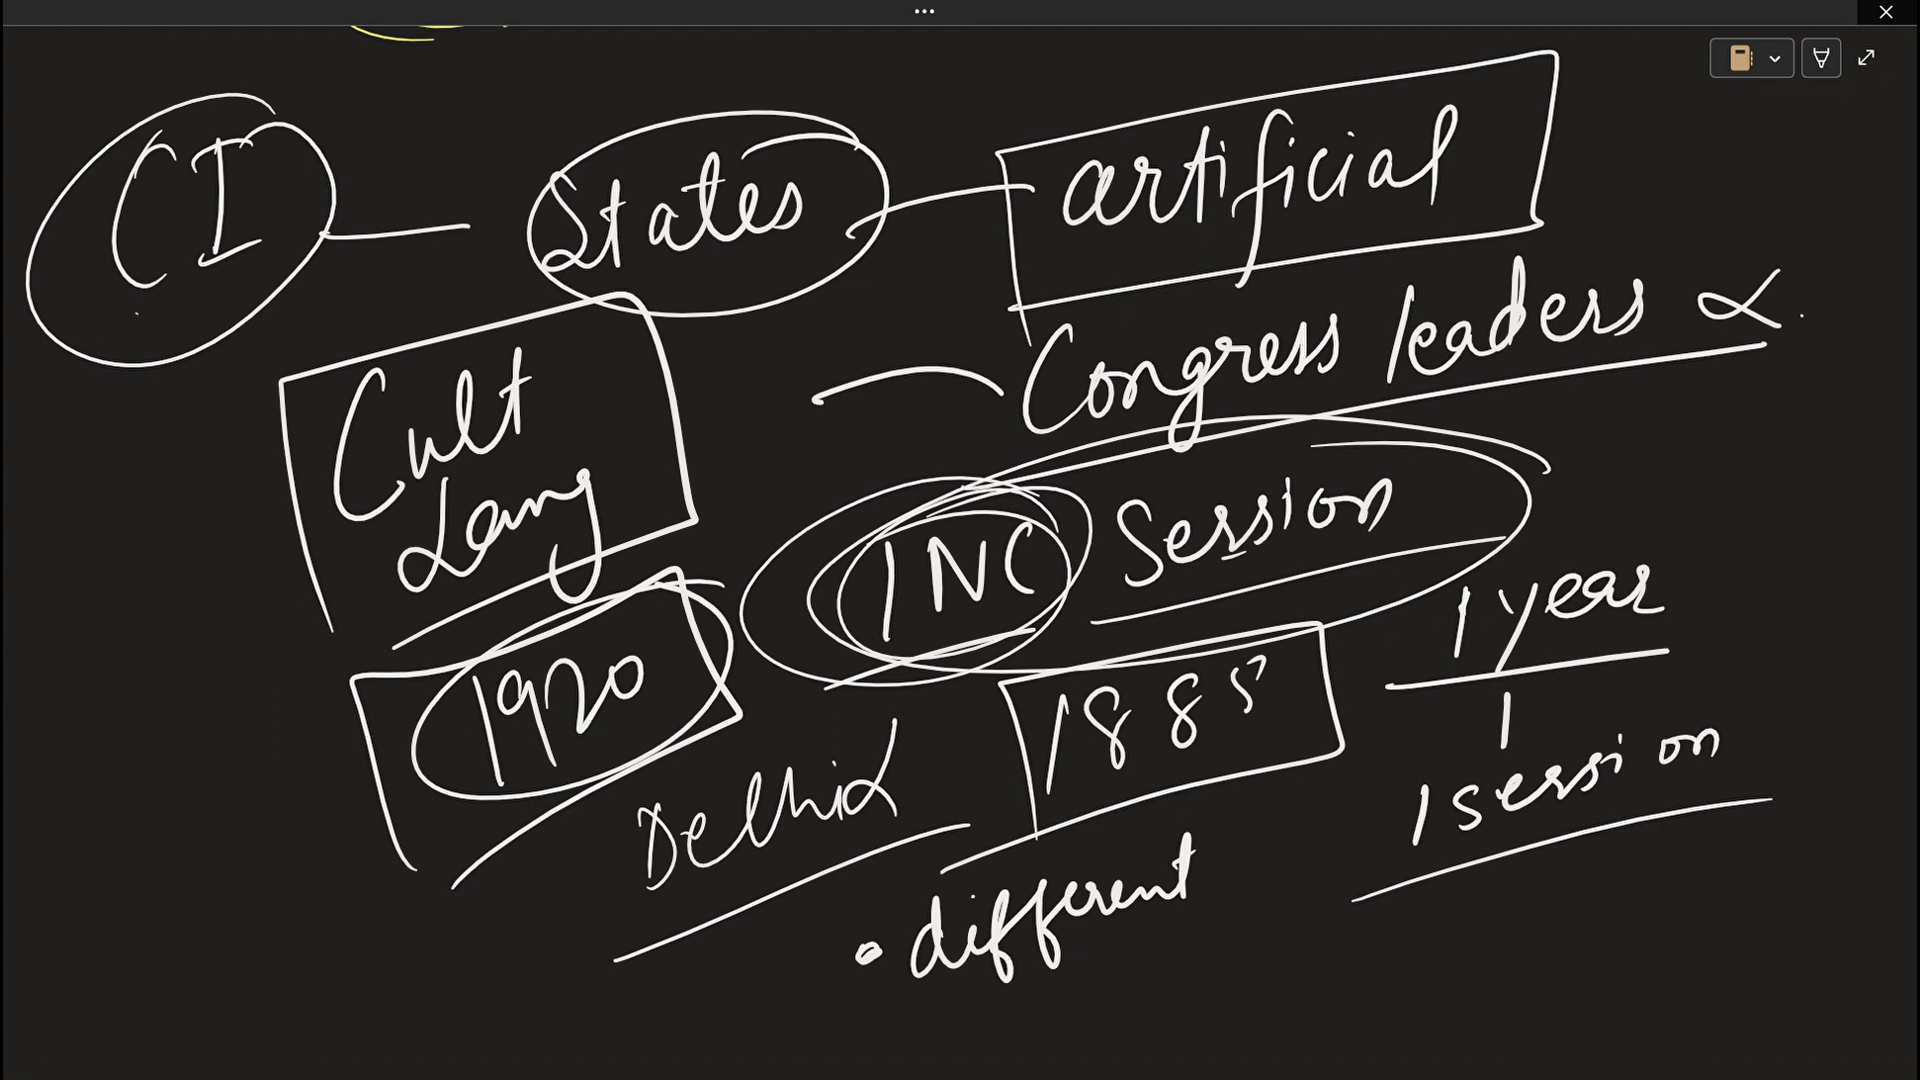 CI — States — artificial
Congress leaders
Cult
Lang
INC Session
1920
1885
1 year
1 session
Delhi
• different